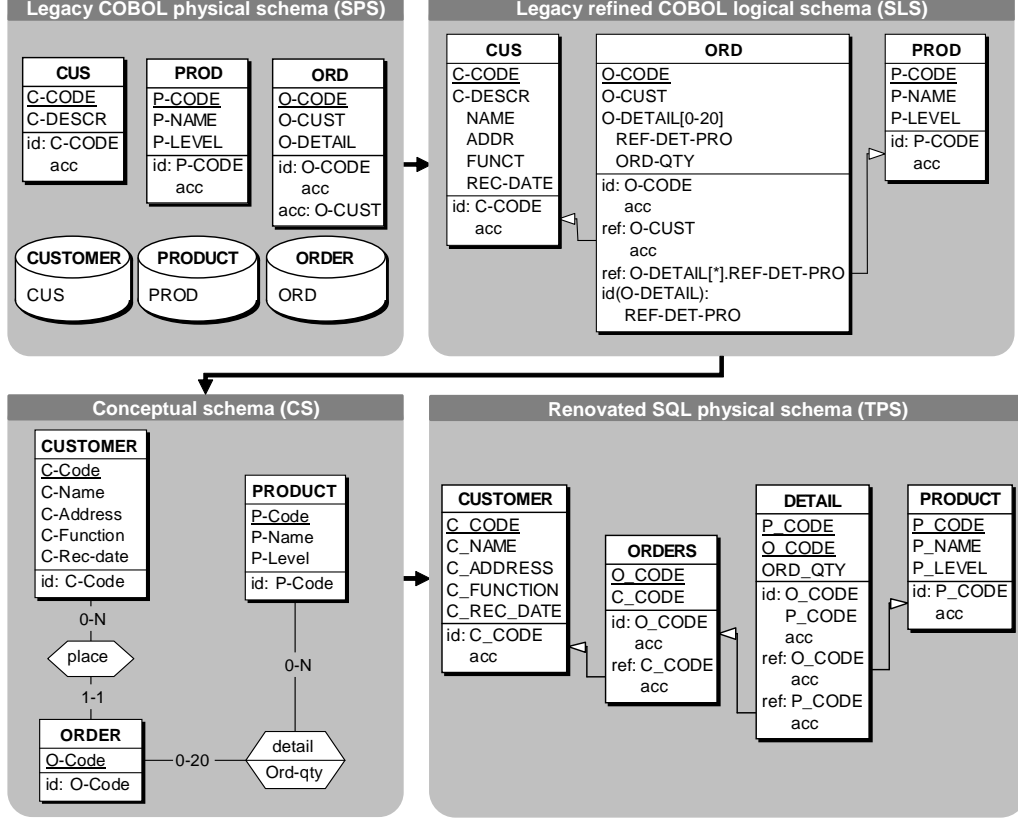 Legacy COBOL physical schema (SPS)
CUS
C-CODE
C-DESCR
id: C-CODE
acc
PROD
P-CODE
P-NAME
P-LEVEL
id: P-CODE
acc
ORD
O-CODE
O-CUST
O-DETAIL
id: O-CODE
acc
acc: O-CUST
CUSTOMER
CUS
PRODUCT
PROD
ORDER
ORD
Legacy refined COBOL logical schema (SLS)
CUS
C-CODE
C-DESCR
NAME
ADDR
FUNCT
REC-DATE
id: C-CODE
acc
ORD
O-CODE
O-CUST
O-DETAIL[0-20]
REF-DET-PRO
ORD-QTY
id: O-CODE
acc
ref: O-CUST
acc
ref: O-DETAIL[*].REF-DET-PRO
id(O-DETAIL):
REF-DET-PRO
PROD
P-CODE
P-NAME
P-LEVEL
id: P-CODE
acc
Conceptual schema (CS)
CUSTOMER
C-Code
C-Name
C-Address
C-Function
C-Rec-date
id: C-Code
0-N
place
1-1
ORDER
O-Code
id: O-Code
0-20
PRODUCT
P-Code
P-Name
P-Level
id: P-Code
0-N
detail
Ord-qty
Renovated SQL physical schema (TPS)
CUSTOMER
C_CODE
C_NAME
C_ADDRESS
C_FUNCTION
C_REC_DATE
id: C_CODE
acc
ORDERS
O_CODE
C_CODE
id: O_CODE
acc
ref: C_CODE
acc
DETAIL
P_CODE
O_CODE
ORD_QTY
id: O_CODE
P_CODE
acc
ref: O_CODE
acc
ref: P_CODE
acc
PRODUCT
P_CODE
P_NAME
P_LEVEL
id: P_CODE
acc